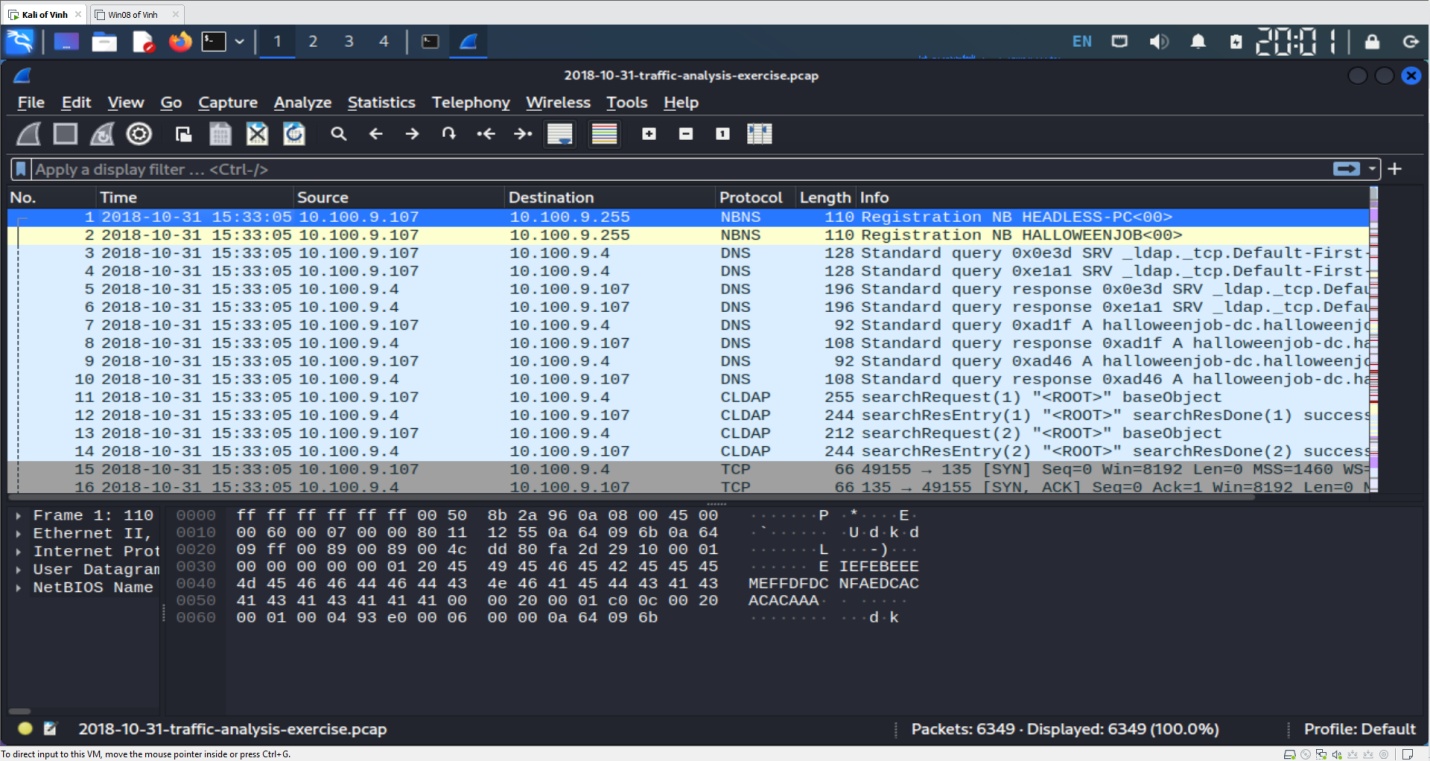 Kali of Vinh × Win08 of Vinh ×
1 2 3 4 EN 20:01
2018-10-31-traffic-analysis-exercise.pcap
File Edit View Go Capture Analyze Statistics Telephony Wireless Tools Help
Apply a display filter … <Ctrl-/>
No. Time Source Destination Protocol Length Info
1 2018-10-31 15:33:05 10.100.9.107 10.100.9.255 NBNS 110 Registration NB HEADLESS-PC<00>
2 2018-10-31 15:33:05 10.100.9.107 10.100.9.255 NBNS 110 Registration NB HALLOWEENJOB<00>
3 2018-10-31 15:33:05 10.100.9.107 10.100.9.4 DNS 128 Standard query 0x0e3d SRV _ldap._tcp.Default-First-
4 2018-10-31 15:33:05 10.100.9.107 10.100.9.4 DNS 128 Standard query 0xe1a1 SRV _ldap._tcp.Default-First-
5 2018-10-31 15:33:05 10.100.9.4 10.100.9.107 DNS 196 Standard query response 0x0e3d SRV _ldap._tcp.Defau
6 2018-10-31 15:33:05 10.100.9.4 10.100.9.107 DNS 196 Standard query response 0xe1a1 SRV _ldap._tcp.Defau
7 2018-10-31 15:33:05 10.100.9.107 10.100.9.4 DNS 92 Standard query 0xad1f A halloweenjob-dc.halloweenjo
8 2018-10-31 15:33:05 10.100.9.4 10.100.9.107 DNS 108 Standard query response 0xad1f A halloweenjob-dc.ha
9 2018-10-31 15:33:05 10.100.9.107 10.100.9.4 DNS 92 Standard query 0xad46 A halloweenjob-dc.halloweenjo
10 2018-10-31 15:33:05 10.100.9.4 10.100.9.107 DNS 108 Standard query response 0xad46 A halloweenjob-dc.ha
11 2018-10-31 15:33:05 10.100.9.107 10.100.9.4 CLDAP 255 searchRequest(1) "<ROOT>" baseObject
12 2018-10-31 15:33:05 10.100.9.4 10.100.9.107 CLDAP 244 searchResEntry(1) "<ROOT>" searchResDone(1) success
13 2018-10-31 15:33:05 10.100.9.107 10.100.9.4 CLDAP 212 searchRequest(2) "<ROOT>" baseObject
14 2018-10-31 15:33:05 10.100.9.4 10.100.9.107 CLDAP 244 searchResEntry(2) "<ROOT>" searchResDone(2) success
15 2018-10-31 15:33:05 10.100.9.107 10.100.9.4 TCP 66 49155 → 135 [SYN] Seq=0 Win=8192 Len=0 MSS=1460 WS=
16 2018-10-31 15:33:05 10.100.9.4 10.100.9.107 TCP 66 135 → 49155 [SYN, ACK] Seq=0 Ack=1 Win=8192 Len=0 M
Frame 1: 110 0000 ff ff ff ff ff ff 00 50 8b 2a 96 0a 08 00 45 00 ·······P ·*····E·
Ethernet II, 0010 00 60 00 07 00 00 80 11 12 55 0a 64 09 6b 0a 64 ·`······ ·U·d·k·d
Internet Prot 0020 09 ff 00 89 00 89 00 4c dd 80 fa 2d 29 10 00 01 ·······L ···-)···
User Datagram 0030 00 00 00 00 00 01 20 45 49 45 46 45 42 45 45 45 ······ E IEFEBEEE
NetBIOS Name 0040 4d 45 46 46 44 46 44 43 4e 46 41 45 44 43 41 43 MEFFDFDC NFAEDCAC
0050 41 43 41 43 41 41 41 00 00 20 00 01 c0 0c 00 20 ACACAAA· · ·····
0060 00 01 00 04 93 e0 00 06 00 00 0a 64 09 6b ········ ···d·k
2018-10-31-traffic-analysis-exercise.pcap Packets: 6349 · Displayed: 6349 (100.0%) Profile: Default
To direct input to this VM, move the mouse pointer inside or press Ctrl+G.